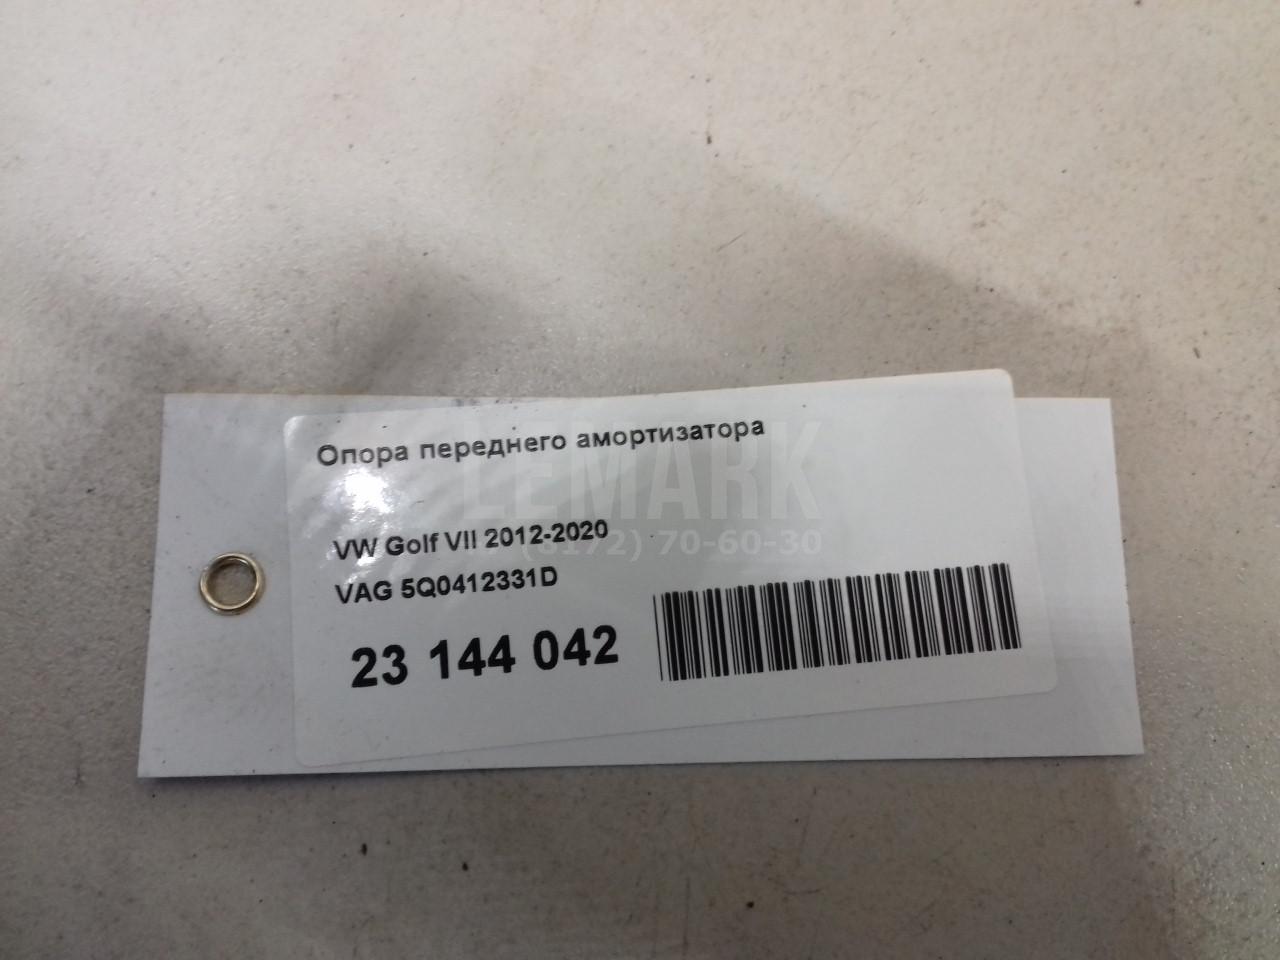 Опора переднего амортизатора
LEMARK
VW Golf VII 2012-2020
(8172) 70-60-30
VAG 5Q0412331D
23 144 042